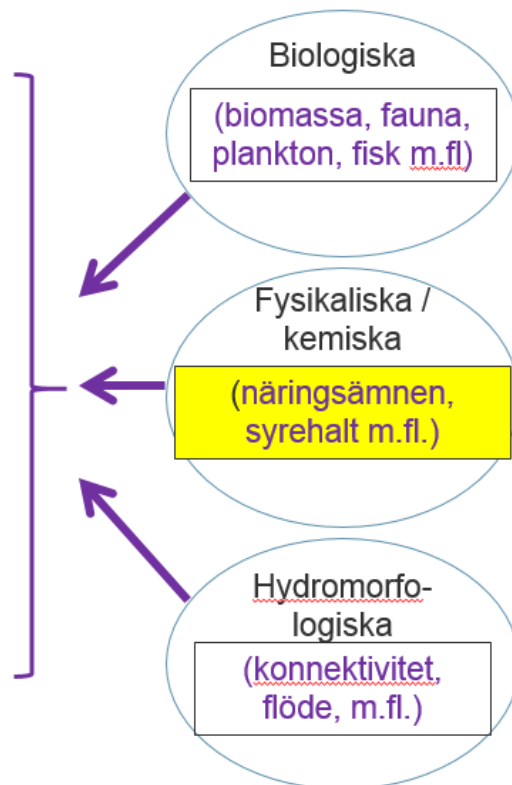 Biologiska
(biomassa, fauna,
plankton, fisk m.fl)
Fysikaliska /
kemiska
(näringsämnen,
syrehalt m.fl.)
Hydromorfo-
logiska
(konnektivitet,
flöde, m.fl.)